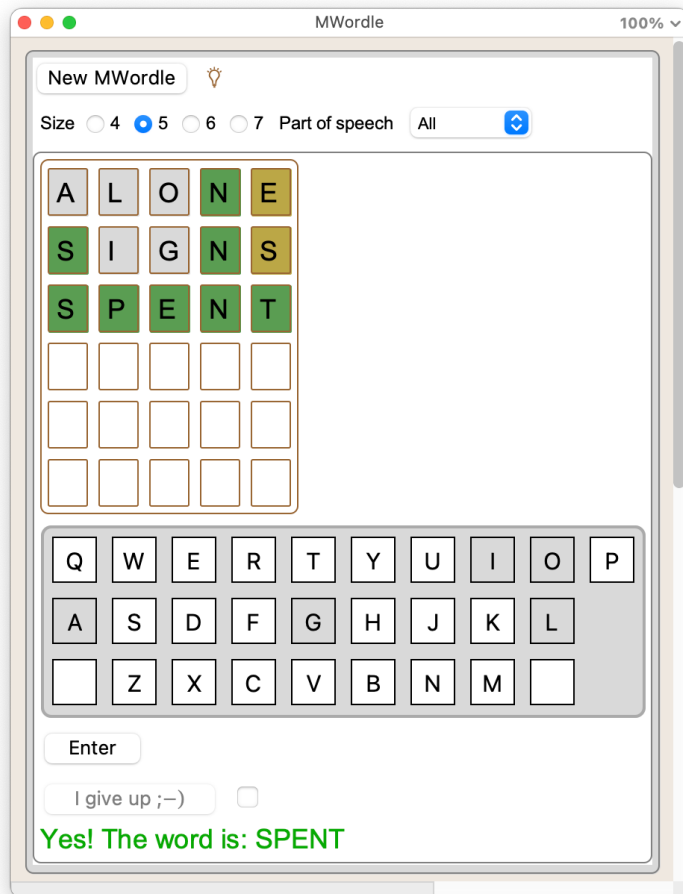 MWordle
100%
New MWordle
Size 4 5 6 7 Part of speech All
A L O N E
S I G N S
S P E N T
Q W E R T Y U I O P
A S D F G H J K L
Z X C V B N M
Enter
I give up ;–)
Yes! The word is: SPENT